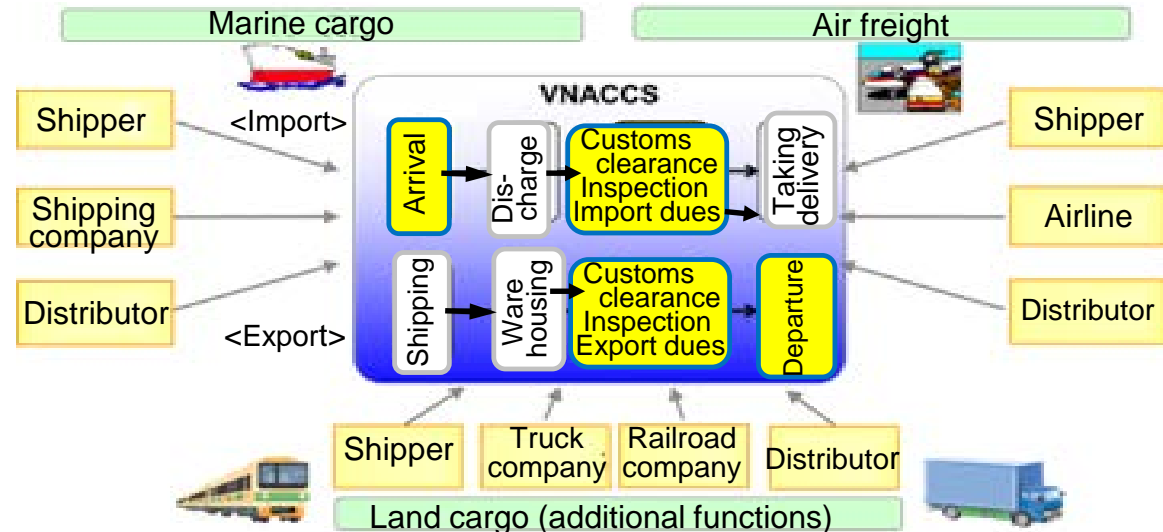 Marine cargo
Air freight
VNACCS
Shipper
<Import>
Arrival
Dis-
charge
Customs
clearance
Inspection
Import dues
Taking
delivery
Shipper
Shipping
company
Airline
Distributor
<Export>
Shipping
Ware
housing
Customs
clearance
Inspection
Export dues
Departure
Distributor
Shipper
Truck
company
Railroad
company
Distributor
Land cargo (additional functions)